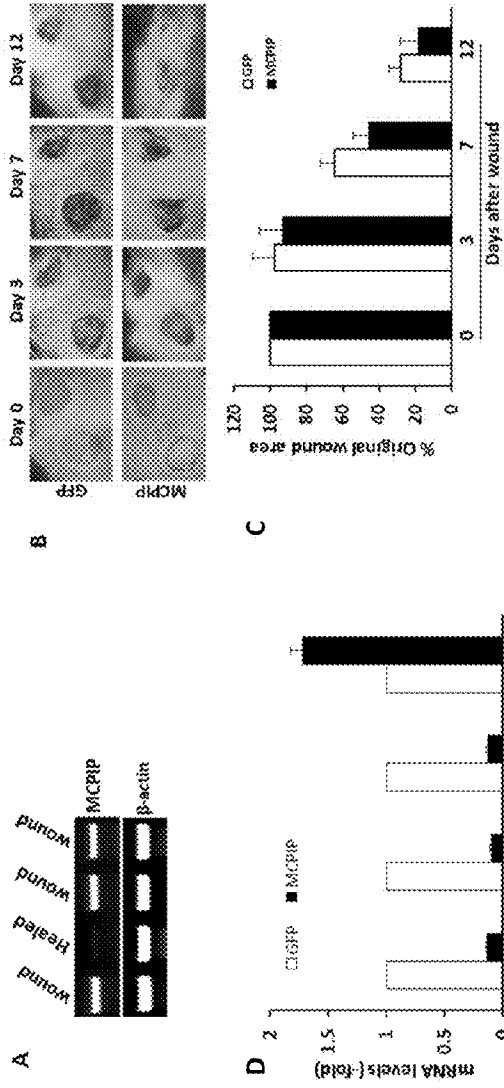 A
wound
Healed
wound
wound
MCPIP
β-actin
B
Day 0
Day 3
Day 7
Day 12
GFP
MCPIP
C
% Original wound area
120
100
80
60
40
20
0
GFP
MCPIP
0
3
7
12
Days after wound
D
mRNA levels (-fold)
2
1.5
1
0.5
0
GFP
MCPIP